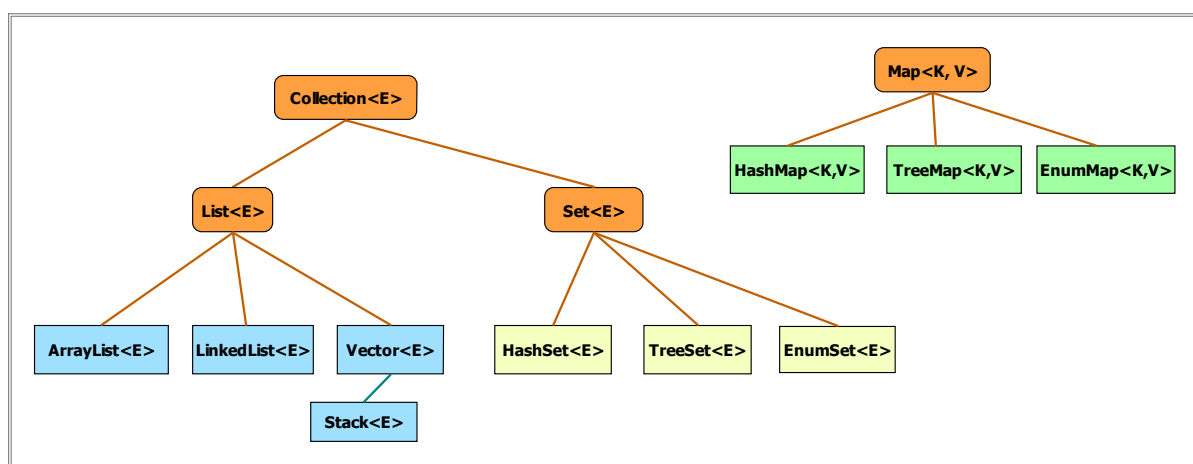 Map<K, V>
Collection<E>
HashMap<K,V>
TreeMap<K,V>
EnumMap<K,V>
List<E>
Set<E>
ArrayList<E>
LinkedList<E>
Vector<E>
HashSet<E>
TreeSet<E>
EnumSet<E>
Stack<E>